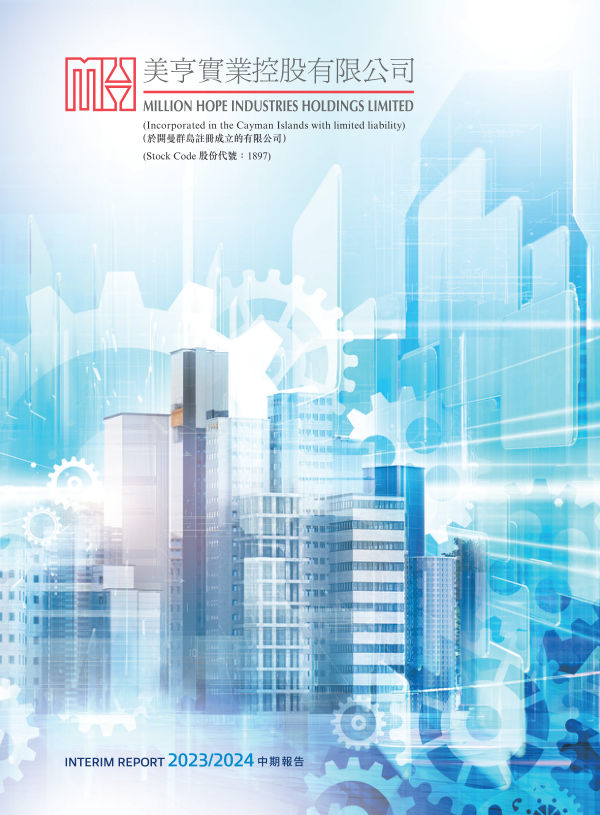 美亨實業控股有限公司
MILLION HOPE INDUSTRIES HOLDINGS LIMITED
(Incorporated in the Cayman Islands with limited liability)
(於開曼群島註冊成立的有限公司)
(Stock Code 股份代號：1897)
INTERIM REPORT 2023/2024 中期報告